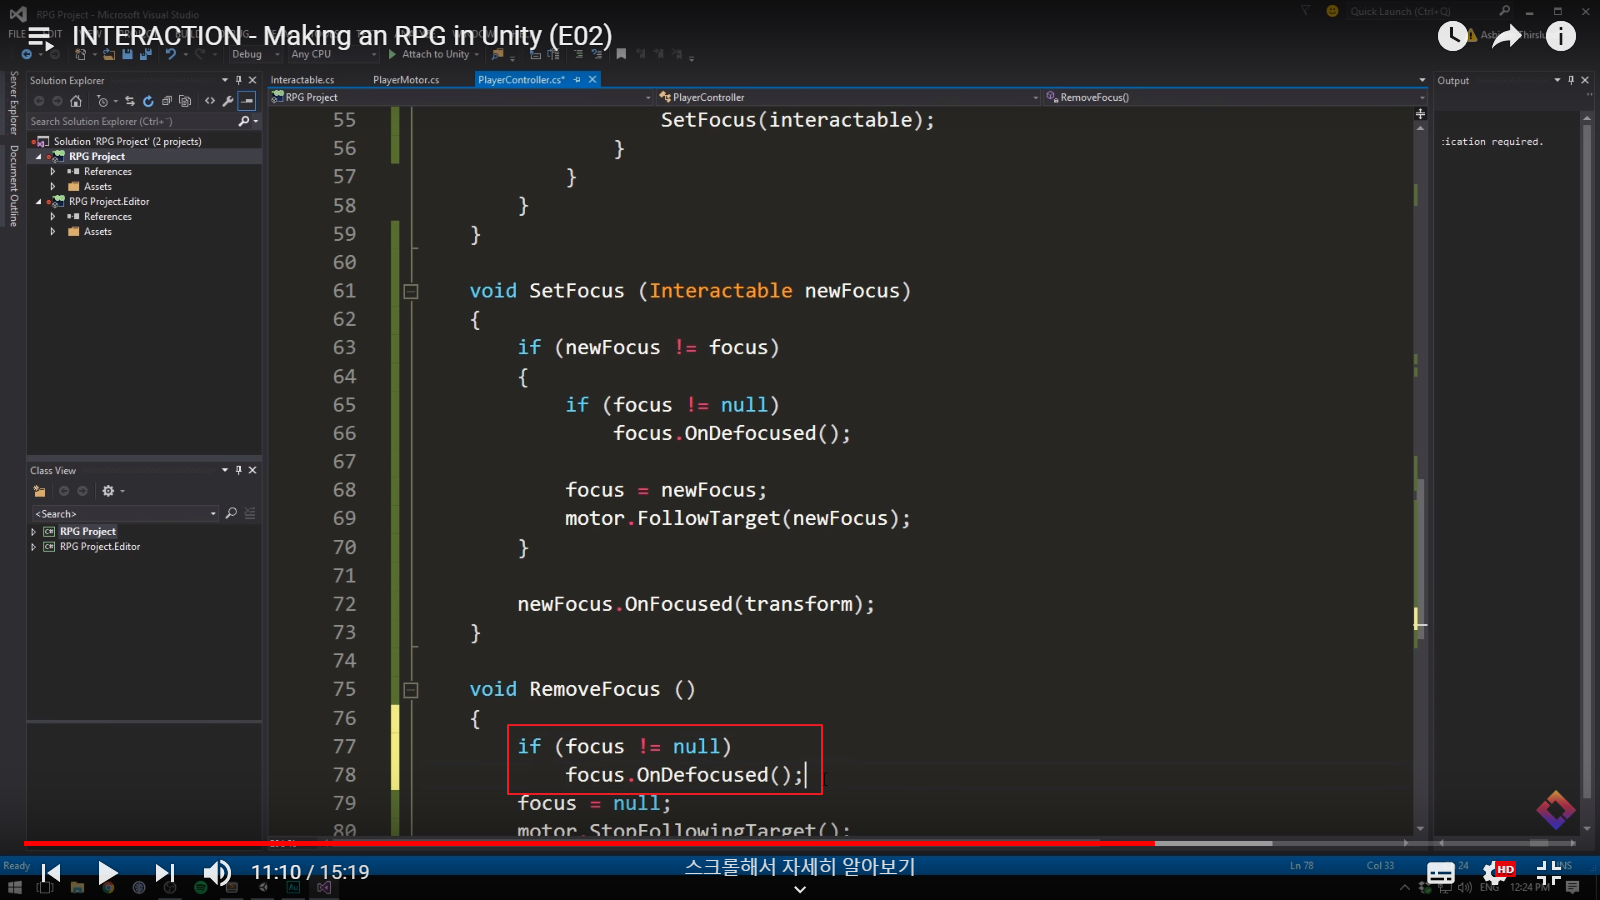 RPG Project - Microsoft Visual Studio
Quick Launch (Ctrl+Q)
INTERACTION - Making an RPG in Unity (E02)
FILE
Debug
Any CPU
Attach to Unity
Server Explorer
Document Outline
Solution Explorer
Search Solution Explorer (Ctrl+¨)
Solution 'RPG Project' (2 projects)
RPG Project
References
Assets
RPG Project.Editor
References
Assets
Class View
<Search>
RPG Project
RPG Project.Editor
Interactable.cs
PlayerMotor.cs
PlayerController.cs*
RPG Project
PlayerController
RemoveFocus()
Output
ication required.
55 SetFocus(interactable);
56 }
57 }
58 }
59 }
60
61 void SetFocus (Interactable newFocus)
62 {
63 if (newFocus != focus)
64 {
65 if (focus != null)
66 focus.OnDefocused();
67
68 focus = newFocus;
69 motor.FollowTarget(newFocus);
70 }
71
72 newFocus.OnFocused(transform);
73 }
74
75 void RemoveFocus ()
76 {
77 if (focus != null)
78 focus.OnDefocused();
79 focus = null;
80 motor.StopFollowingTarget();
Ready
11:10 / 15:19
스크롤해서 자세히 알아보기
Ln 78
Col 33
24
INS
HD
ENG
12:24 PM